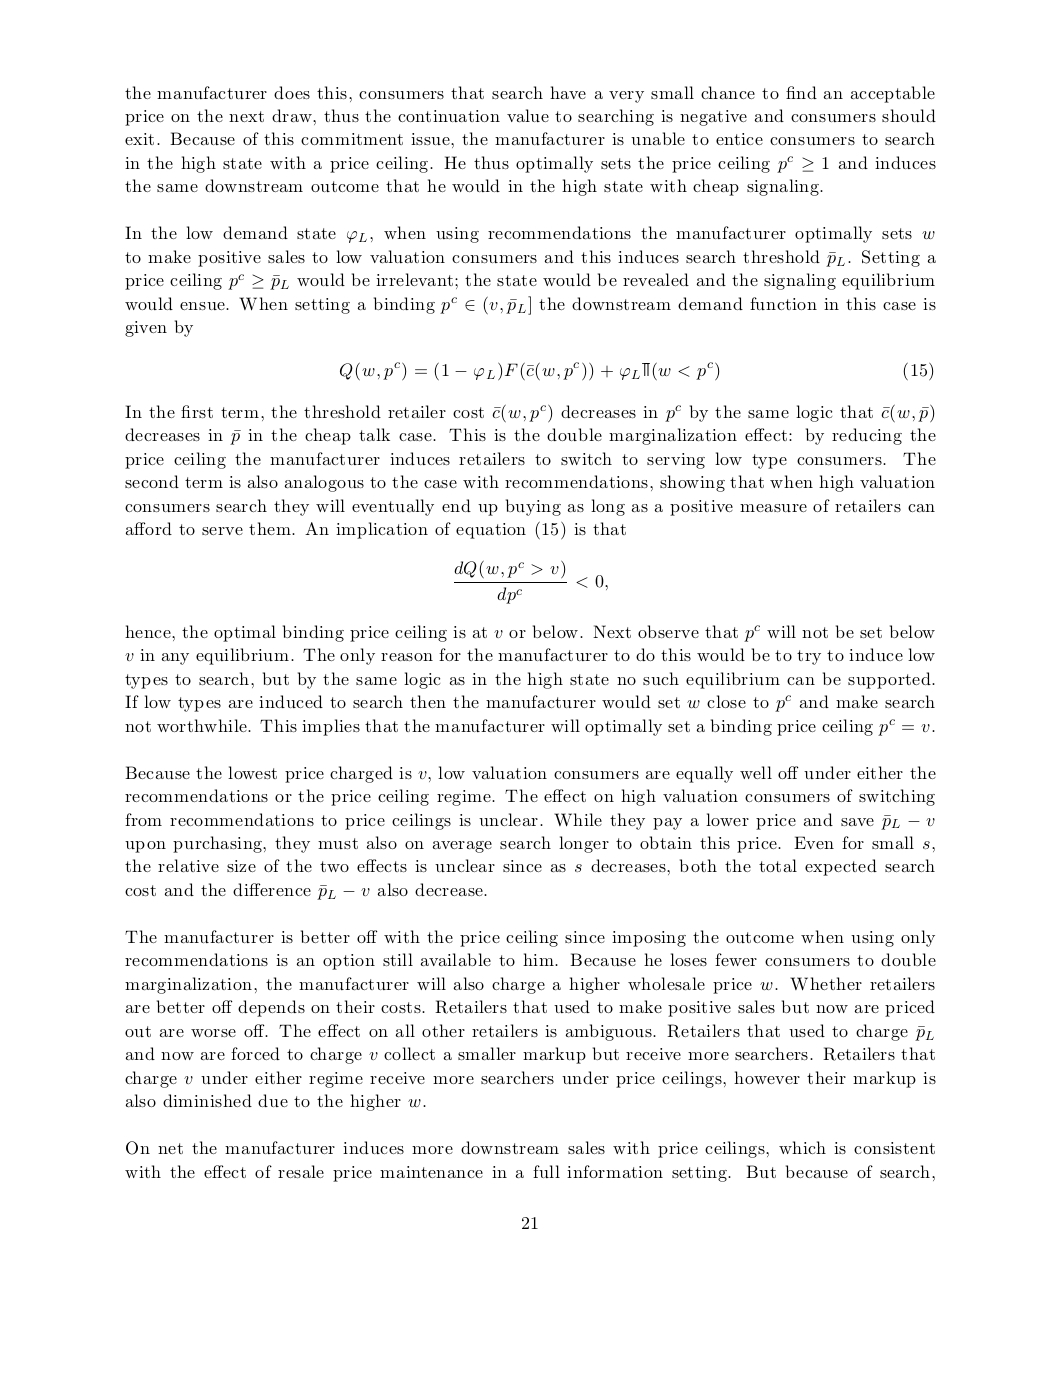 the manufacturer does this, consumers that search have a very small chance to find an acceptable
price on the next draw, thus the continuation value to searching is negative and consumers should
exit. Because of this commitment issue, the manufacturer is unable to entice consumers to search
in the high state with a price ceiling. He thus optimally sets the price ceiling p^c ≥ 1 and induces
the same downstream outcome that he would in the high state with cheap signaling.
In the low demand state φ_L, when using recommendations the manufacturer optimally sets w
to make positive sales to low valuation consumers and this induces search threshold p̄_L. Setting a
price ceiling p^c ≥ p̄_L would be irrelevant; the state would be revealed and the signaling equilibrium
would ensue. When setting a binding p^c ∈ (v, p̄_L] the downstream demand function in this case is
given by
Q(w, p^c) = (1 − φ_L)F(c̄(w, p^c)) + φ_L 𝟙(w < p^c) (15)
In the first term, the threshold retailer cost c̄(w, p^c) decreases in p^c by the same logic that c̄(w, p̄)
decreases in p̄ in the cheap talk case. This is the double marginalization effect: by reducing the
price ceiling the manufacturer induces retailers to switch to serving low type consumers. The
second term is also analogous to the case with recommendations, showing that when high valuation
consumers search they will eventually end up buying as long as a positive measure of retailers can
afford to serve them. An implication of equation (15) is that
dQ(w, p^c > v)
dp^c < 0,
hence, the optimal binding price ceiling is at v or below. Next observe that p^c will not be set below
v in any equilibrium. The only reason for the manufacturer to do this would be to try to induce low
types to search, but by the same logic as in the high state no such equilibrium can be supported.
If low types are induced to search then the manufacturer would set w close to p^c and make search
not worthwhile. This implies that the manufacturer will optimally set a binding price ceiling p^c = v.
Because the lowest price charged is v, low valuation consumers are equally well off under either the
recommendations or the price ceiling regime. The effect on high valuation consumers of switching
from recommendations to price ceilings is unclear. While they pay a lower price and save p̄_L − v
upon purchasing, they must also on average search longer to obtain this price. Even for small s,
the relative size of the two effects is unclear since as s decreases, both the total expected search
cost and the difference p̄_L − v also decrease.
The manufacturer is better off with the price ceiling since imposing the outcome when using only
recommendations is an option still available to him. Because he loses fewer consumers to double
marginalization, the manufacturer will also charge a higher wholesale price w. Whether retailers
are better off depends on their costs. Retailers that used to make positive sales but now are priced
out are worse off. The effect on all other retailers is ambiguous. Retailers that used to charge p̄_L
and now are forced to charge v collect a smaller markup but receive more searchers. Retailers that
charge v under either regime receive more searchers under price ceilings, however their markup is
also diminished due to the higher w.
On net the manufacturer induces more downstream sales with price ceilings, which is consistent
with the effect of resale price maintenance in a full information setting. But because of search,
21